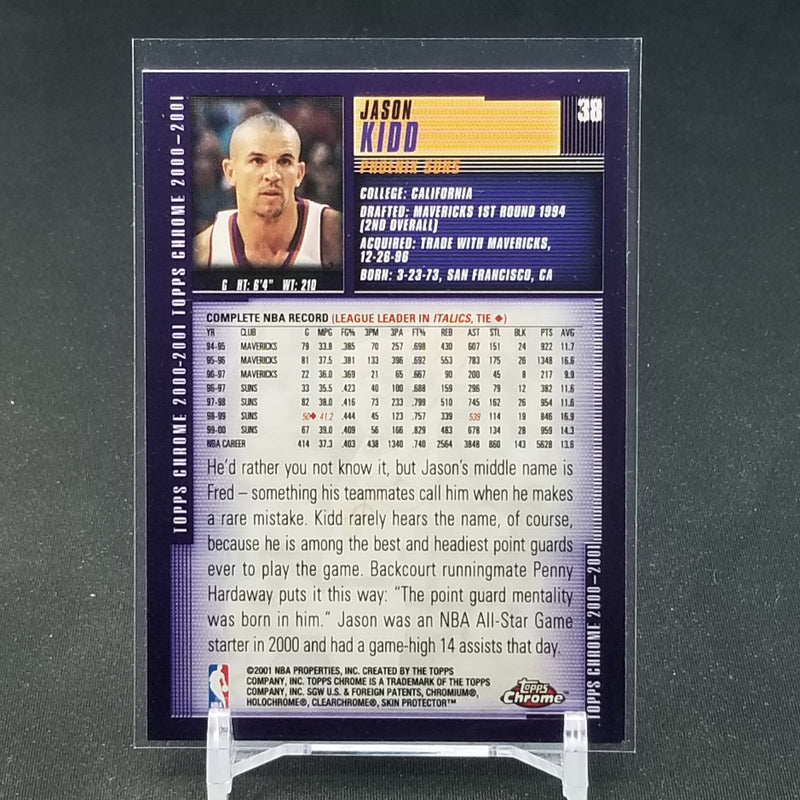 TOPPS CHROME 2000-2001 TOPPS CHROME 2000-2001 TOPPS CHROME 2000-2001
JASON
KIDD
38
PHOENIX SUNS
COLLEGE: CALIFORNIA
DRAFTED: MAVERICKS 1ST ROUND 1994
(2ND OVERALL)
ACQUIRED: TRADE WITH MAVERICKS,
12-26-96
BORN: 3-23-73, SAN FRANCISCO, CA
G HT: 6'4" WT: 210
COMPLETE NBA RECORD (LEAGUE LEADER IN ITALICS, TIE ◆)
YR CLUB G MPG FG% 3PM 3PA FT% REB AST STL BLK PTS AVG
94-95 MAVERICKS 79 33.8 .385 70 257 .698 430 607 151 24 922 11.7
95-96 MAVERICKS 81 37.5 .381 133 396 .692 553 783 175 26 1348 16.6
96-97 MAVERICKS 22 36.0 .369 21 65 .667 90 200 45 8 217 9.9
96-97 SUNS 33 35.5 .423 40 100 .688 159 296 79 12 382 11.6
97-98 SUNS 82 38.0 .416 73 233 .799 510 745 162 26 954 11.6
98-99 SUNS 50◆ 41.2 .444 45 123 .757 339 539 114 19 846 16.9
99-00 SUNS 67 39.0 .409 56 166 .829 483 678 134 28 959 14.3
NBA CAREER 414 37.3 .403 438 1340 .740 2564 3848 860 143 5628 13.6
He'd rather you not know it, but Jason's middle name is
Fred – something his teammates call him when he makes
a rare mistake. Kidd rarely hears the name, of course,
because he is among the best and headiest point guards
ever to play the game. Backcourt runningmate Penny
Hardaway puts it this way: "The point guard mentality
was born in him." Jason was an NBA All-Star Game
starter in 2000 and had a game-high 14 assists that day.
©2001 NBA PROPERTIES, INC. CREATED BY THE TOPPS
COMPANY, INC. TOPPS CHROME IS A TRADEMARK OF THE TOPPS
COMPANY, INC. SGW U.S. & FOREIGN PATENTS, CHROMIUM®,
HOLOCHROME®, CLEARCHROME®, SKIN PROTECTOR™
NBA
Topps
Chrome
TOPPS CHROME 2000-2001